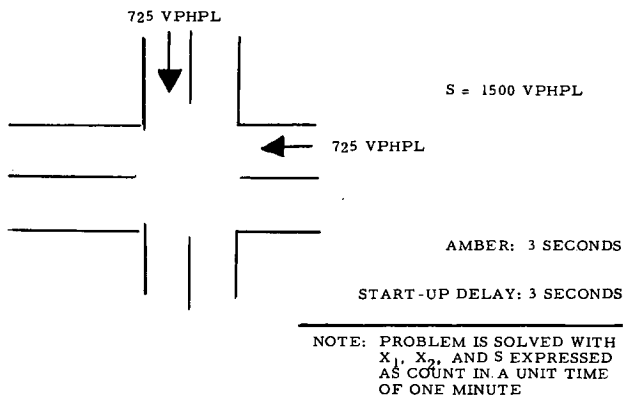 725 VPHPL
S = 1500 VPHPL
725 VPHPL
AMBER: 3 SECONDS
START-UP DELAY: 3 SECONDS
NOTE: PROBLEM IS SOLVED WITH
X₁, X₂, AND S EXPRESSED
AS COUNT IN A UNIT TIME
OF ONE MINUTE